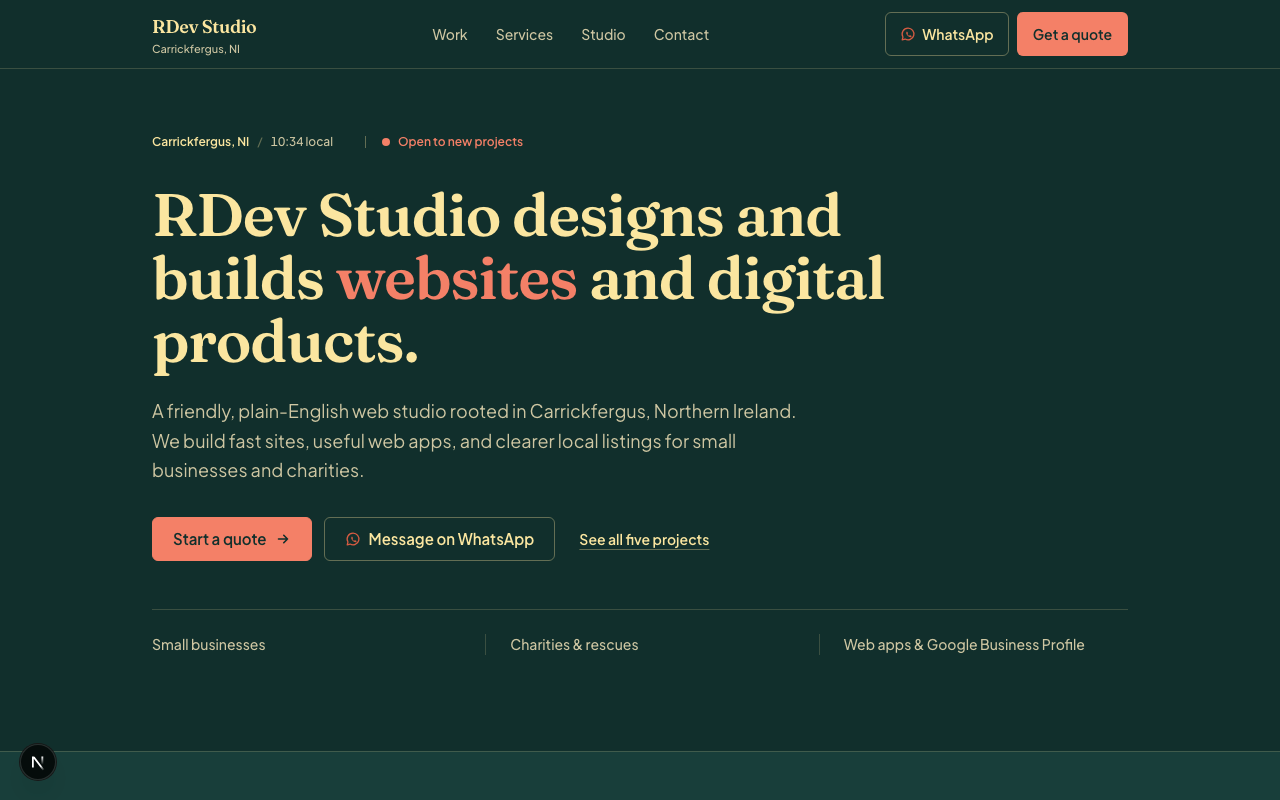 RDev Studio
Carrickfergus, NI
Work Services Studio Contact
WhatsApp
Get a quote
Carrickfergus, NI / 10:34 local
Open to new projects
RDev Studio designs and
builds websites and digital
products.
A friendly, plain-English web studio rooted in Carrickfergus, Northern Ireland.
We build fast sites, useful web apps, and clearer local listings for small
businesses and charities.
Start a quote →
Message on WhatsApp
See all five projects
Small businesses
Charities & rescues
Web apps & Google Business Profile
N